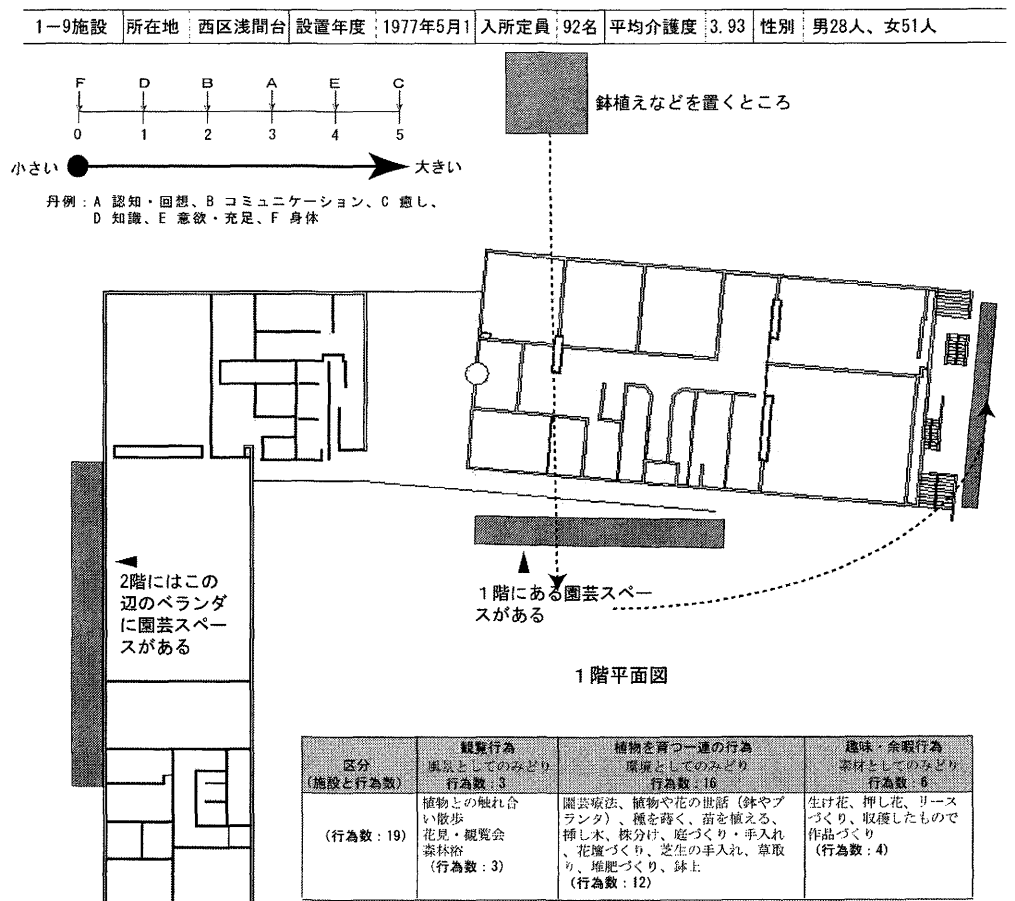 1-9施設 所在地 西区浅間台 設置年度 1977年5月1 入所定員 92名 平均介護度 3.93 性別 男28人、女51人
鉢植えなどを置くところ
F D B A E C
0 1 2 3 4 5
小さい 大きい
丹例：A 認知・回想、B コミュニケーション、C 癒し、
D 知識、E 意欲・充足、F 身体
2階にはこの
辺のベランダ
に園芸スペー
スがある
1階にある園芸スペー
スがある
1階平面図
区分
(施設と行為数)
観覧行為
風景としてのみどり
行為数：3
植物を育つ一連の行為
環境としてのみどり
行為数：16
趣味・余暇行為
素材としてのみどり
行為数：6
(行為数：19)
植物との触れ合
い散歩
花見・観覧会
森林浴
(行為数：3)
園芸療法、植物や花の世話（鉢やプ
ランタ）、種を蒔く、苗を植える、
挿し木、株分け、庭づくり・手入れ
、花壇づくり、芝生の手入れ、草取
り、堆肥づくり、鉢上
(行為数：12)
生け花、押し花、リース
づくり、収穫したもので
作品づくり
(行為数：4)